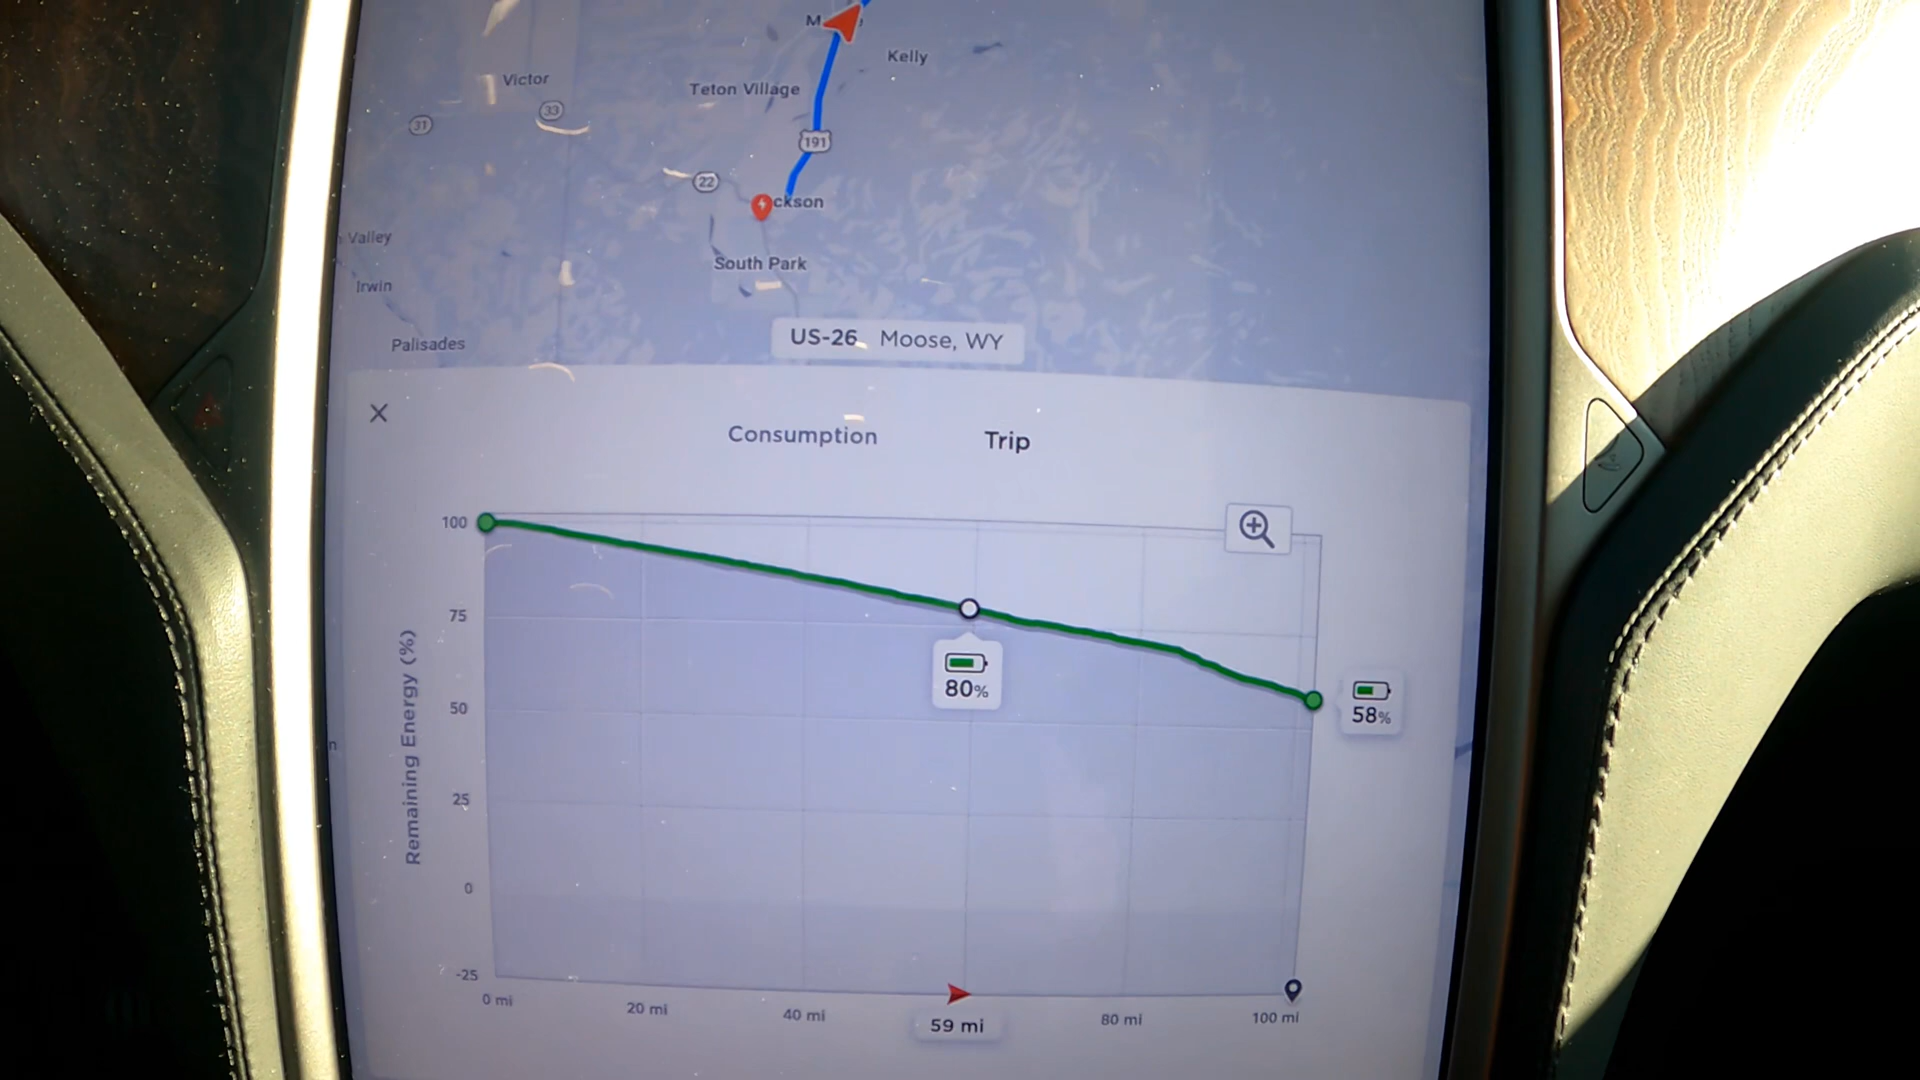 M
Kelly
Victor
Teton Village
33
31
191
22
ckson
Valley
South Park
Irwin
US-26 Moose, WY
Palisades
Consumption
Trip
100
75
80%
58%
50
Remaining Energy (%)
n
25
0
-25
0 mi
20 mi
40 mi
59 mi
80 mi
100 mi